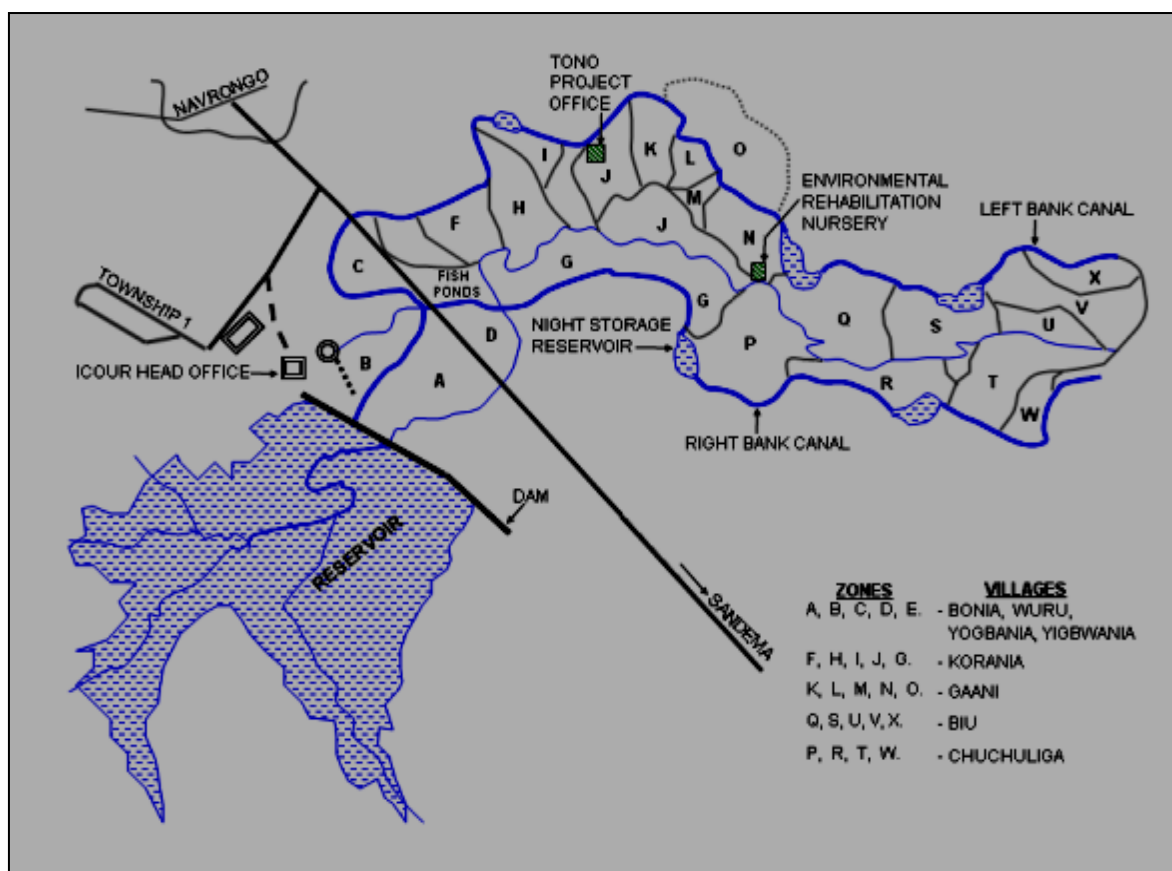 TONO
PROJECT
OFFICE
NAVRONGO
K
O
I
L
J
M
ENVIRONMENTAL
REHABILITATION
NURSERY
LEFT BANK CANAL
F
H
J
N
C
G
X
FISH
PONDS
V
TOWNSHIP 1
G
Q
S
U
D
NIGHT STORAGE
RESERVOIR
P
B
ICOUR HEAD OFFICE
A
R
T
W
RIGHT BANK CANAL
DAM
RESERVOIR
SANDEMA
ZONES VILLAGES
A, B, C, D, E. - BONIA, WURU,
YOGBANIA, YIGBWANIA
F, H, I, J, G. - KORANIA
K, L, M, N, O. - GAANI
Q, S, U, V, X. - BIU
P, R, T, W. - CHUCHULIGA